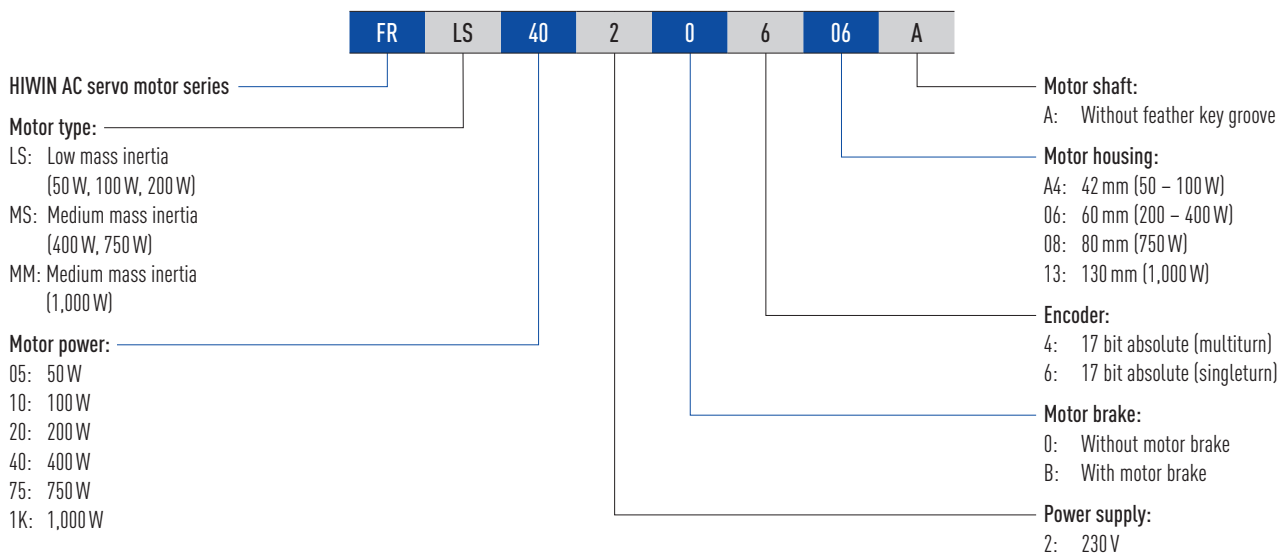 FR LS 40 2 0 6 06 A
HIWIN AC servo motor series
Motor type:
LS: Low mass inertia
(50 W, 100 W, 200 W)
MS: Medium mass inertia
(400 W, 750 W)
MM: Medium mass inertia
(1,000 W)
Motor power:
05: 50 W
10: 100 W
20: 200 W
40: 400 W
75: 750 W
1K: 1,000 W
Motor shaft:
A: Without feather key groove
Motor housing:
A4: 42 mm (50 – 100 W)
06: 60 mm (200 – 400 W)
08: 80 mm (750 W)
13: 130 mm (1,000 W)
Encoder:
4: 17 bit absolute (multiturn)
6: 17 bit absolute (singleturn)
Motor brake:
0: Without motor brake
B: With motor brake
Power supply:
2: 230 V